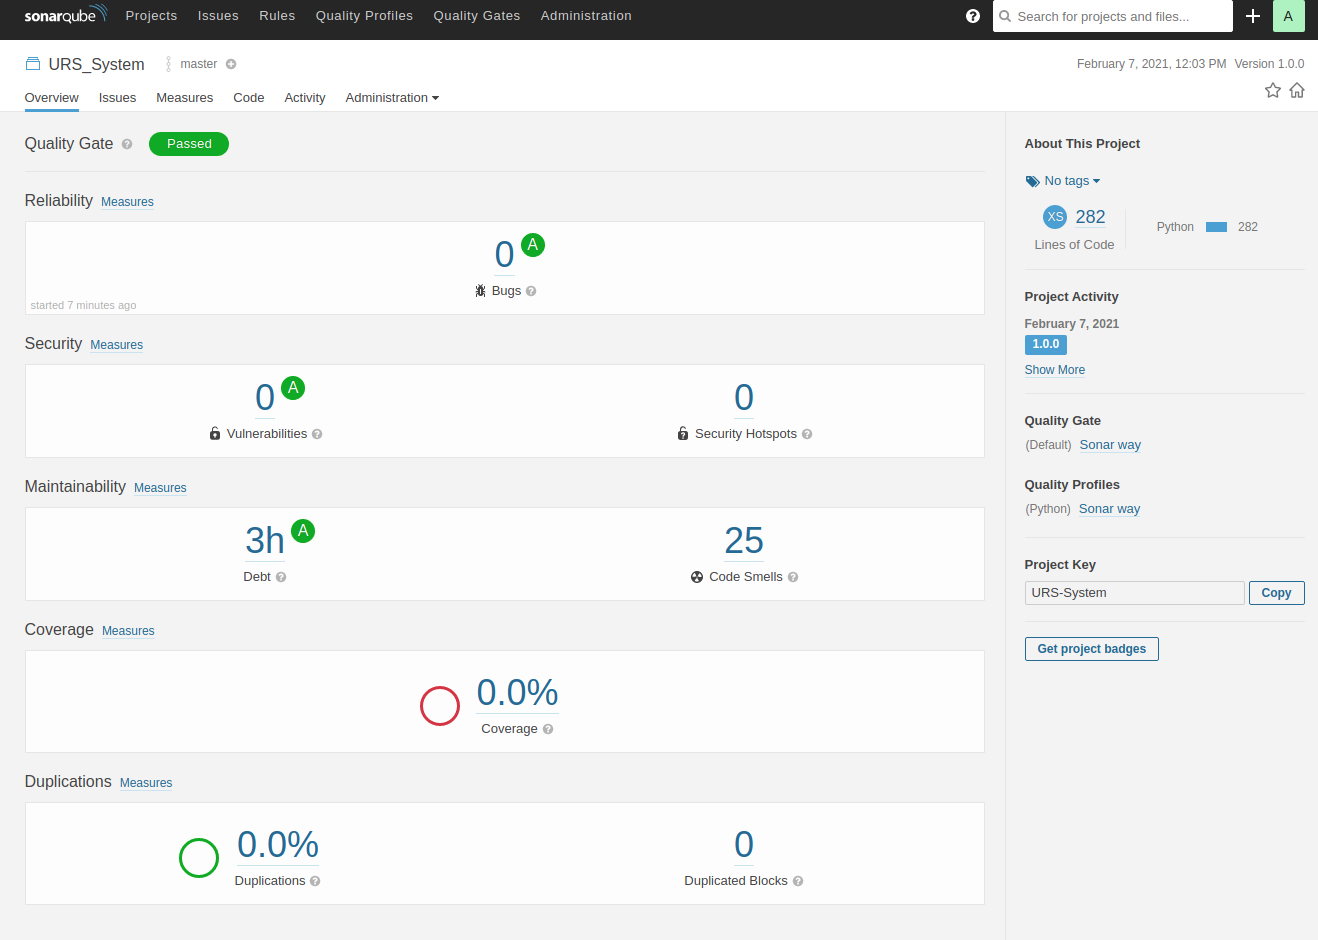 sonarqube Projects Issues Rules Quality Profiles Quality Gates Administration ? Search for projects and files... A
URS_System master February 7, 2021, 12:03 PM Version 1.0.0
Overview Issues Measures Code Activity Administration
Quality Gate ? Passed
Reliability Measures
0 A
Bugs ?
started 7 minutes ago
Security Measures
0 A 0
Vulnerabilities ? Security Hotspots ?
Maintainability Measures
3h A 25
Debt ? Code Smells ?
Coverage Measures
0.0%
Coverage ?
Duplications Measures
0.0% 0
Duplications ? Duplicated Blocks ?
About This Project
No tags
XS 282 Python 282
Lines of Code
Project Activity
February 7, 2021
1.0.0
Show More
Quality Gate
(Default) Sonar way
Quality Profiles
(Python) Sonar way
Project Key
URS-System Copy
Get project badges